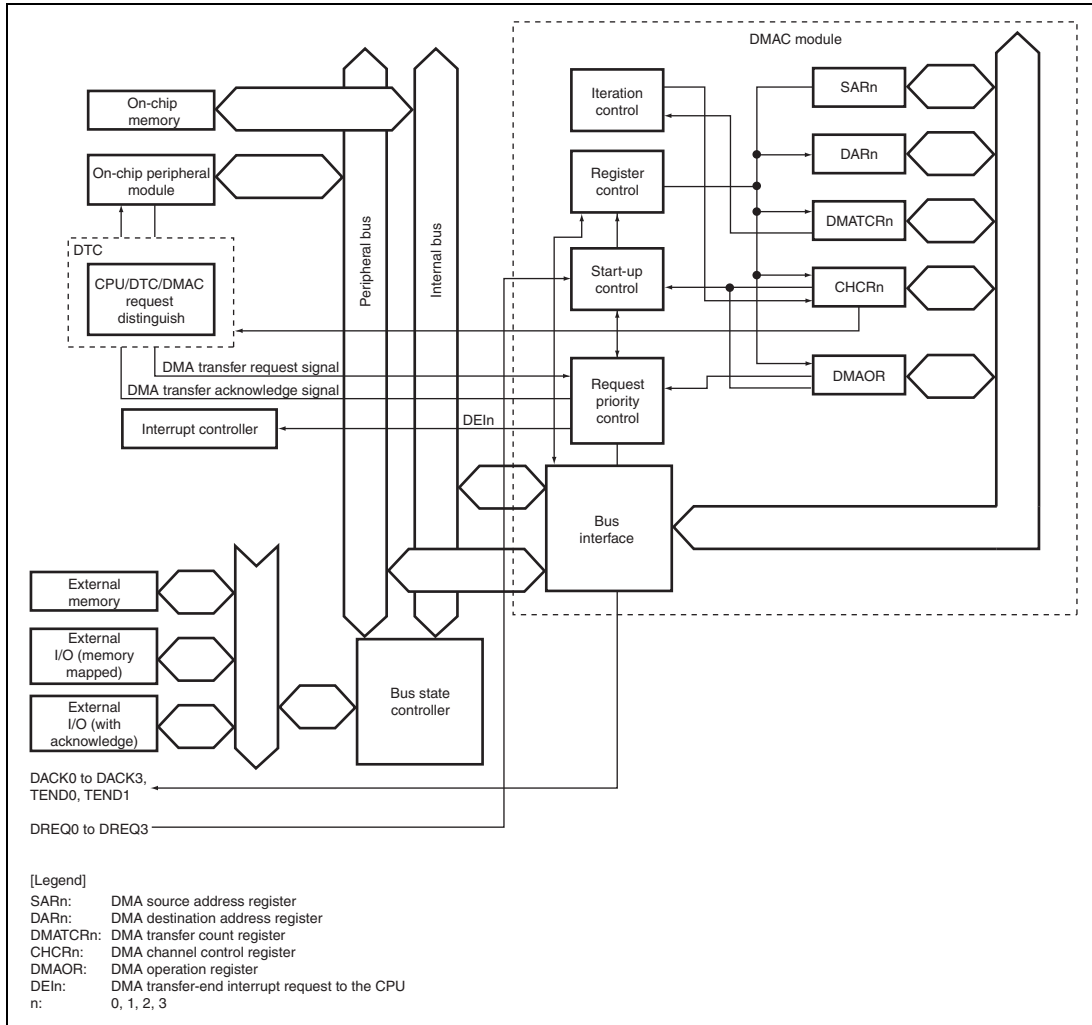 DMAC module
On-chip
memory
Iteration
control
SARn
On-chip peripheral
module
Register
control
DARn
DMATCRn
DTC
CPU/DTC/DMAC
request
distinguish
Peripheral bus
Internal bus
Start-up
control
CHCRn
DMA transfer request signal
DMA transfer acknowledge signal
Request
priority
control
DMAOR
Interrupt controller
DEIn
Bus
interface
External
memory
External
I/O (memory
mapped)
External
I/O (with
acknowledge)
Bus state
controller
DACK0 to DACK3,
TEND0, TEND1
DREQ0 to DREQ3
[Legend]
SARn: DMA source address register
DARn: DMA destination address register
DMATCRn: DMA transfer count register
CHCRn: DMA channel control register
DMAOR: DMA operation register
DEIn: DMA transfer-end interrupt request to the CPU
n: 0, 1, 2, 3